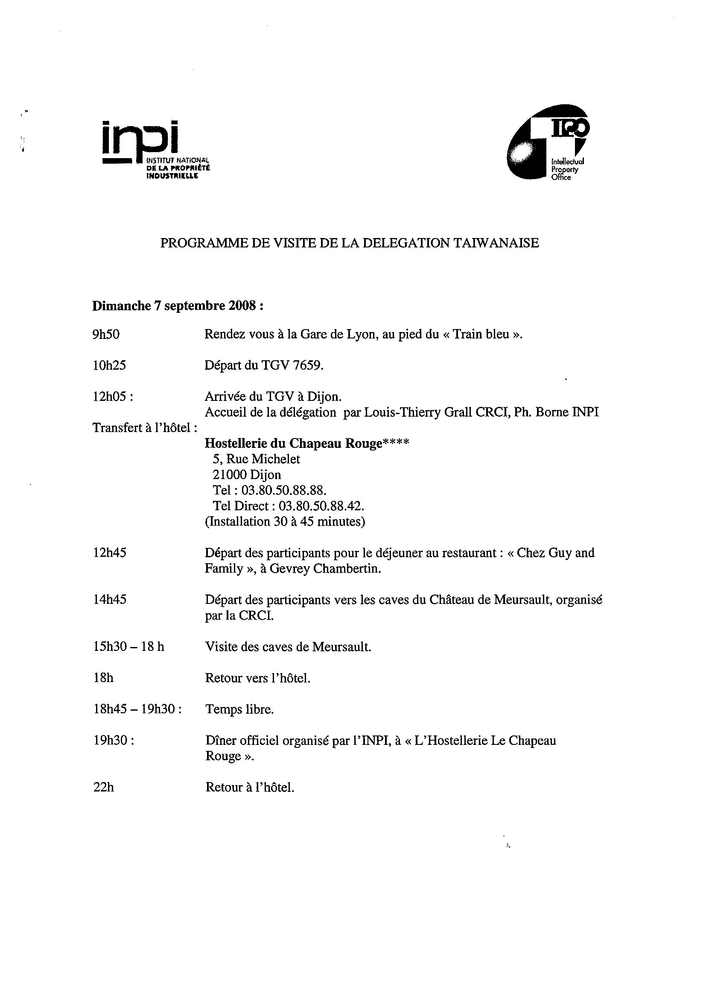 inpi
INSTITUT NATIONAL
DE LA PROPRIÉTÉ
INDUSTRIELLE
IPO
Intellectual
Property
Office
PROGRAMME DE VISITE DE LA DELEGATION TAIWANAISE
Dimanche 7 septembre 2008 :
9h50 Rendez vous à la Gare de Lyon, au pied du « Train bleu ».
10h25 Départ du TGV 7659.
12h05 : Arrivée du TGV à Dijon.
Accueil de la délégation par Louis-Thierry Grall CRCI, Ph. Borne INPI
Transfert à l'hôtel :
Hostellerie du Chapeau Rouge****
5, Rue Michelet
21000 Dijon
Tel : 03.80.50.88.88.
Tel Direct : 03.80.50.88.42.
(Installation 30 à 45 minutes)
12h45 Départ des participants pour le déjeuner au restaurant : « Chez Guy and
Family », à Gevrey Chambertin.
14h45 Départ des participants vers les caves du Château de Meursault, organisé
par la CRCI.
15h30 – 18 h Visite des caves de Meursault.
18h Retour vers l'hôtel.
18h45 – 19h30 : Temps libre.
19h30 : Dîner officiel organisé par l'INPI, à « L'Hostellerie Le Chapeau
Rouge ».
22h Retour à l'hôtel.